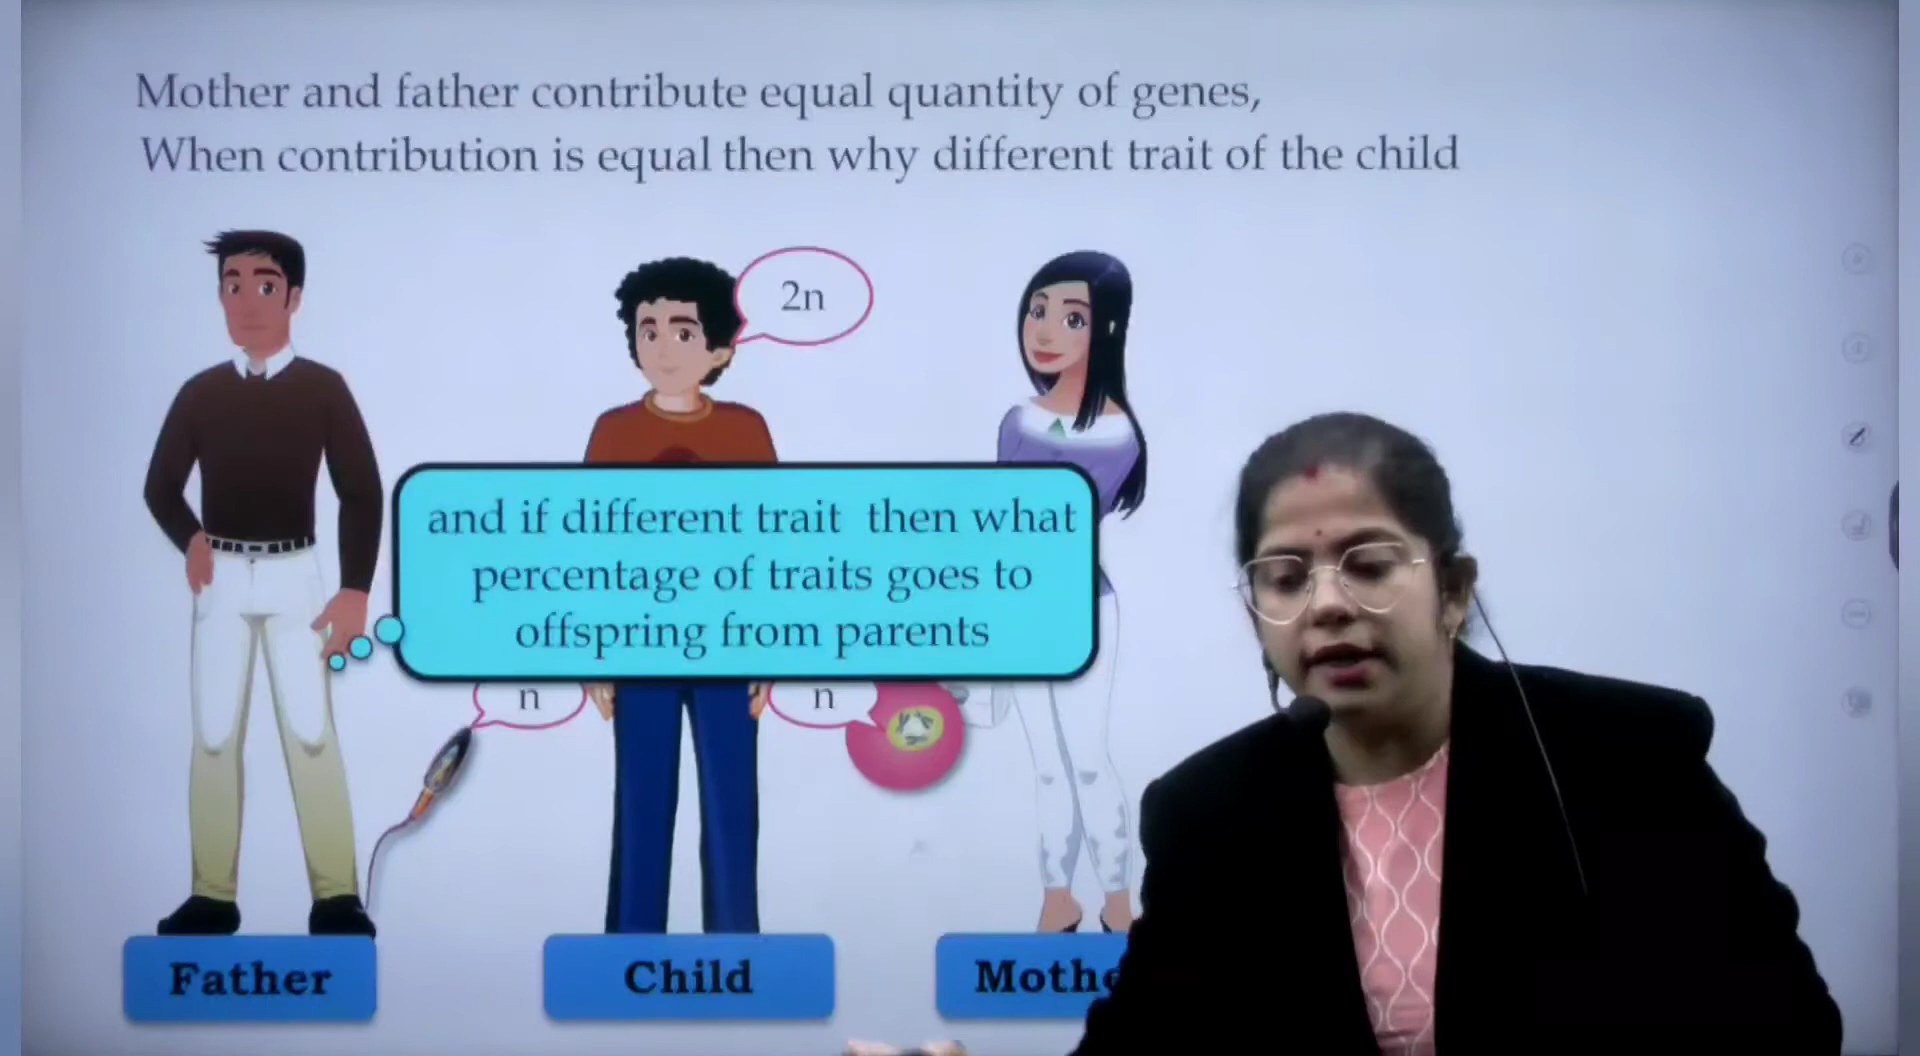 Mother and father contribute equal quantity of genes,
When contribution is equal then why different trait of the child
2n
and if different trait then what
percentage of traits goes to
offspring from parents
n
n
Father
Child